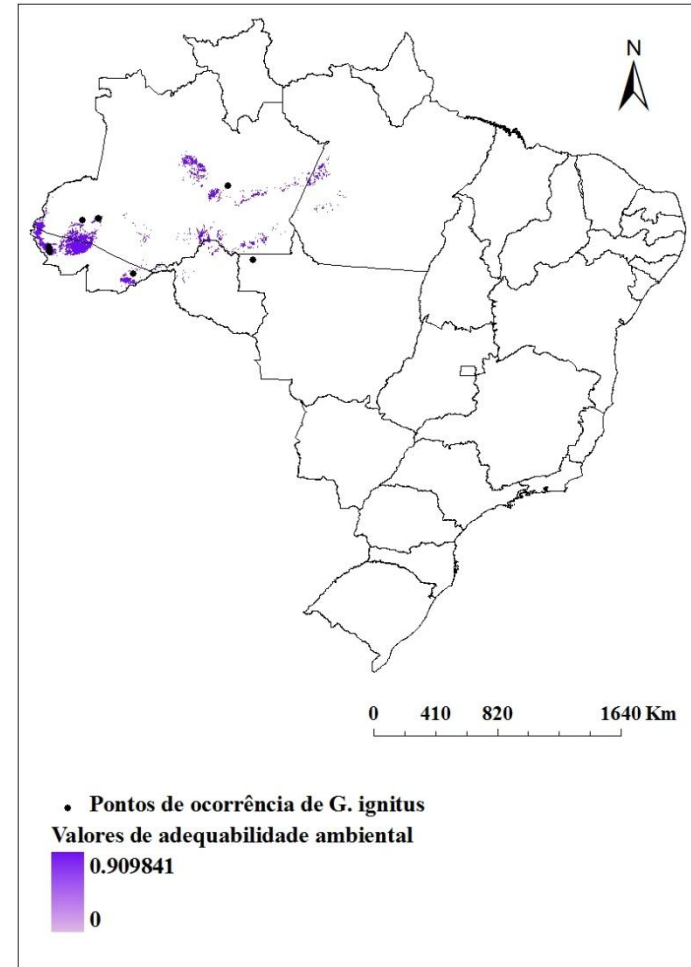 N
0 410 820 1640 Km
Pontos de ocorrência de G. ignitus
Valores de adequabilidade ambiental
0.909841
0